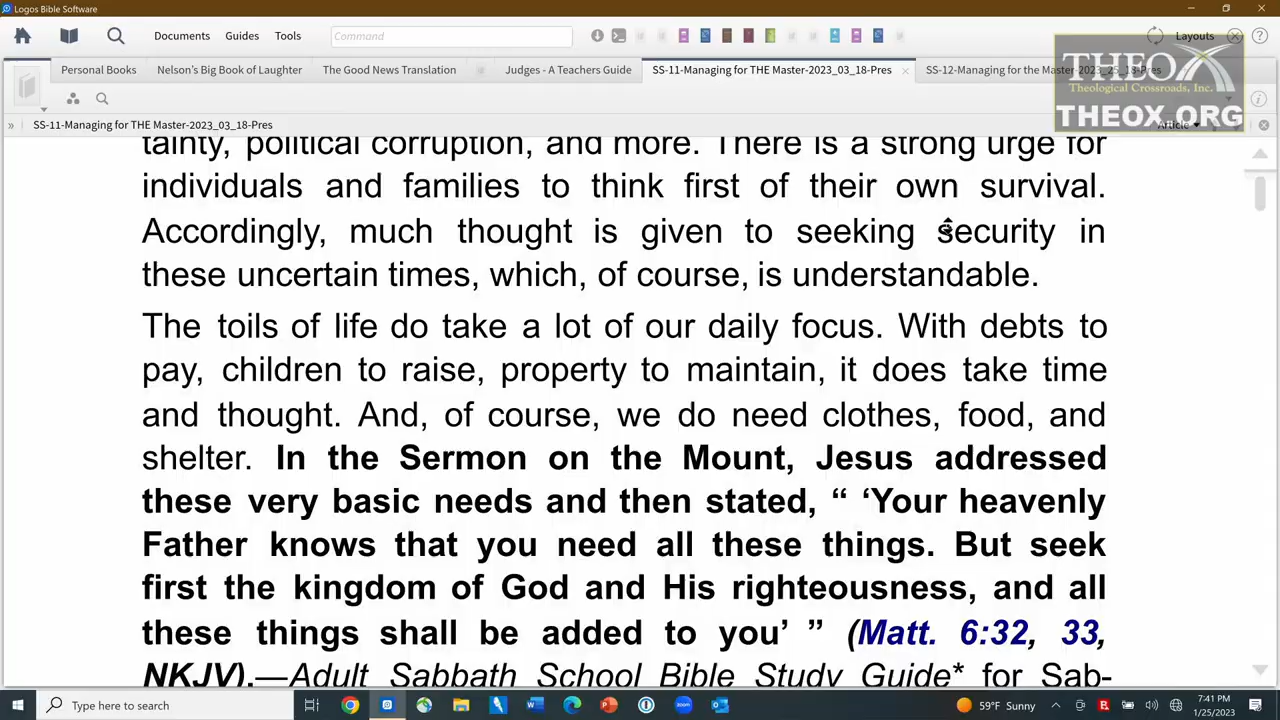 Logos Bible Software
Documents Guides Tools Command Layouts
Personal Books Nelson's Big Book of Laughter Judges - A Teachers Guide SS-11-Managing for THE Master-2023_03_18-Pres SS-12-Managing for the Master-2023_25_18-Pres
THEOX
Theological Crossroads, Inc.
THEOX.ORG
SS-11-Managing for THE Master-2023_03_18-Pres Article
tainty, political corruption, and more. There is a strong urge for
individuals and families to think first of their own survival.
Accordingly, much thought is given to seeking security in
these uncertain times, which, of course, is understandable.
The toils of life do take a lot of our daily focus. With debts to
pay, children to raise, property to maintain, it does take time
and thought. And, of course, we do need clothes, food, and
shelter. In the Sermon on the Mount, Jesus addressed
these very basic needs and then stated, “ ‘Your heavenly
Father knows that you need all these things. But seek
first the kingdom of God and His righteousness, and all
these things shall be added to you’ ” (Matt. 6:32, 33,
NKJV).—Adult Sabbath School Bible Study Guide* for Sab-
Type here to search 59°F Sunny 7:41 PM
1/25/2023